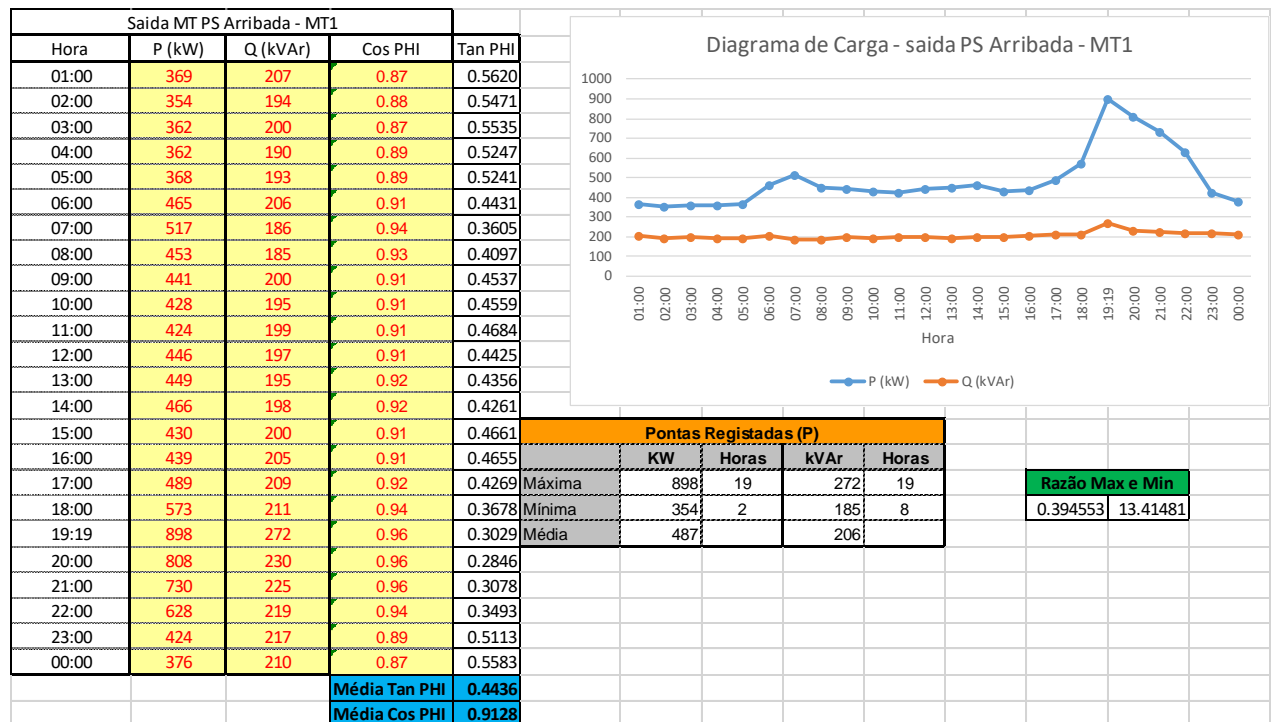 Saida MT PS Arribada - MT1
Hora P (kW) Q (kVAr) Cos PHI Tan PHI
01:00 369 207 0.87 0.5620
02:00 354 194 0.88 0.5471
03:00 362 200 0.87 0.5535
04:00 362 190 0.89 0.5247
05:00 368 193 0.89 0.5241
06:00 465 206 0.91 0.4431
07:00 517 186 0.94 0.3605
08:00 453 185 0.93 0.4097
09:00 441 200 0.91 0.4537
10:00 428 195 0.91 0.4559
11:00 424 199 0.91 0.4684
12:00 446 197 0.91 0.4425
13:00 449 195 0.92 0.4356
14:00 466 198 0.92 0.4261
15:00 430 200 0.91 0.4661
16:00 439 205 0.91 0.4655
17:00 489 209 0.92 0.4269
18:00 573 211 0.94 0.3678
19:19 898 272 0.96 0.3029
20:00 808 230 0.96 0.2846
21:00 730 225 0.96 0.3078
22:00 628 219 0.94 0.3493
23:00 424 217 0.89 0.5113
00:00 376 210 0.87 0.5583
Média Tan PHI 0.4436
Média Cos PHI 0.9128
Diagrama de Carga - saida PS Arribada - MT1
1000
900
800
700
600
500
400
300
200
100
0
01:00 02:00 03:00 04:00 05:00 06:00 07:00 08:00 09:00 10:00 11:00 12:00 13:00 14:00 15:00 16:00 17:00 18:00 19:19 20:00 21:00 22:00 23:00 00:00
Hora
P (kW) Q (kVAr)
Pontas Registadas (P)
KW Horas kVAr Horas
Máxima 898 19 272 19
Mínima 354 2 185 8
Média 487 206
Razão Max e Min
0.394553 13.41481